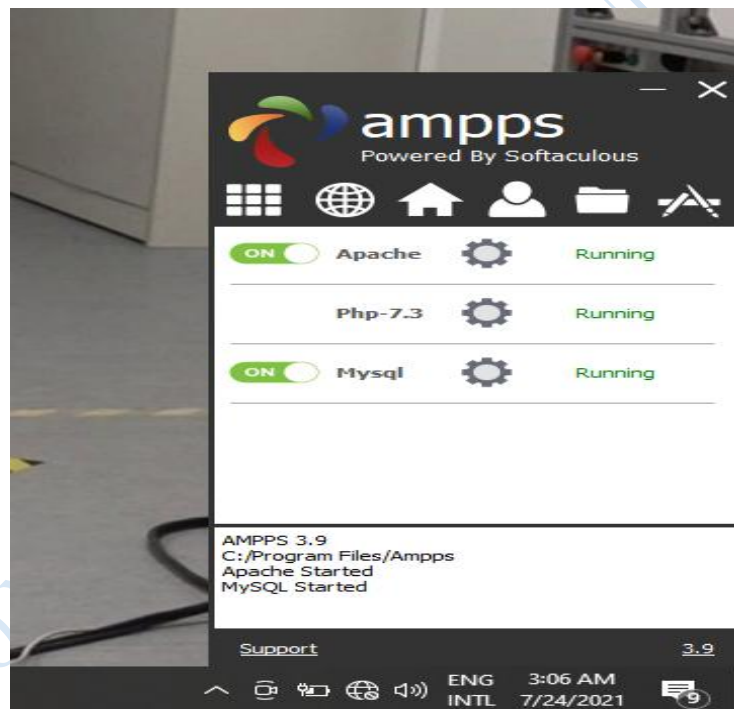 ampps
Powered By Softaculous
ON Apache Running
Php-7.3 Running
ON Mysql Running
AMPPS 3.9
C:/Program Files/Ampps
Apache Started
MySQL Started
Support 3.9
ENG 3:06 AM
INTL 7/24/2021 9